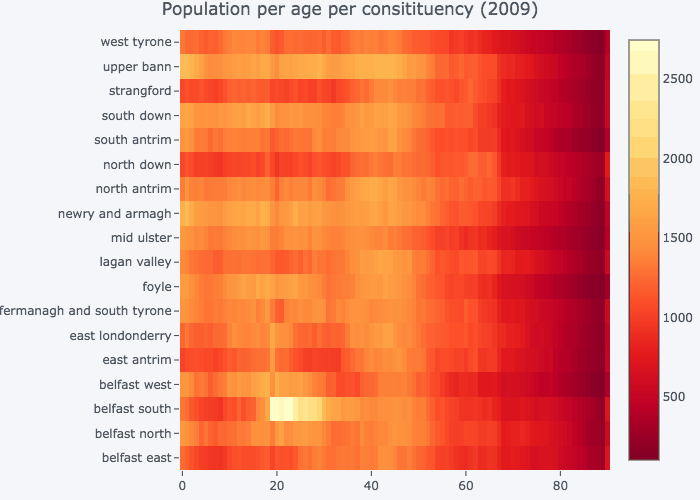 Population per age per consitituency (2009)
west tyrone
upper bann
strangford
south down
south antrim
north down
north antrim
newry and armagh
mid ulster
lagan valley
foyle
fermanagh and south tyrone
east londonderry
east antrim
belfast west
belfast south
belfast north
belfast east
0 20 40 60 80
2500
2000
1500
1000
500